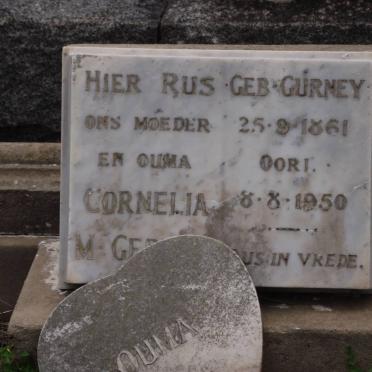 HIER RUS GEB. GURNEY
ONS MOEDER 25-9-1861
EN OUMA OORL.
CORNELIA 8-8-1950
M RUS IN VREDE.
OUMA